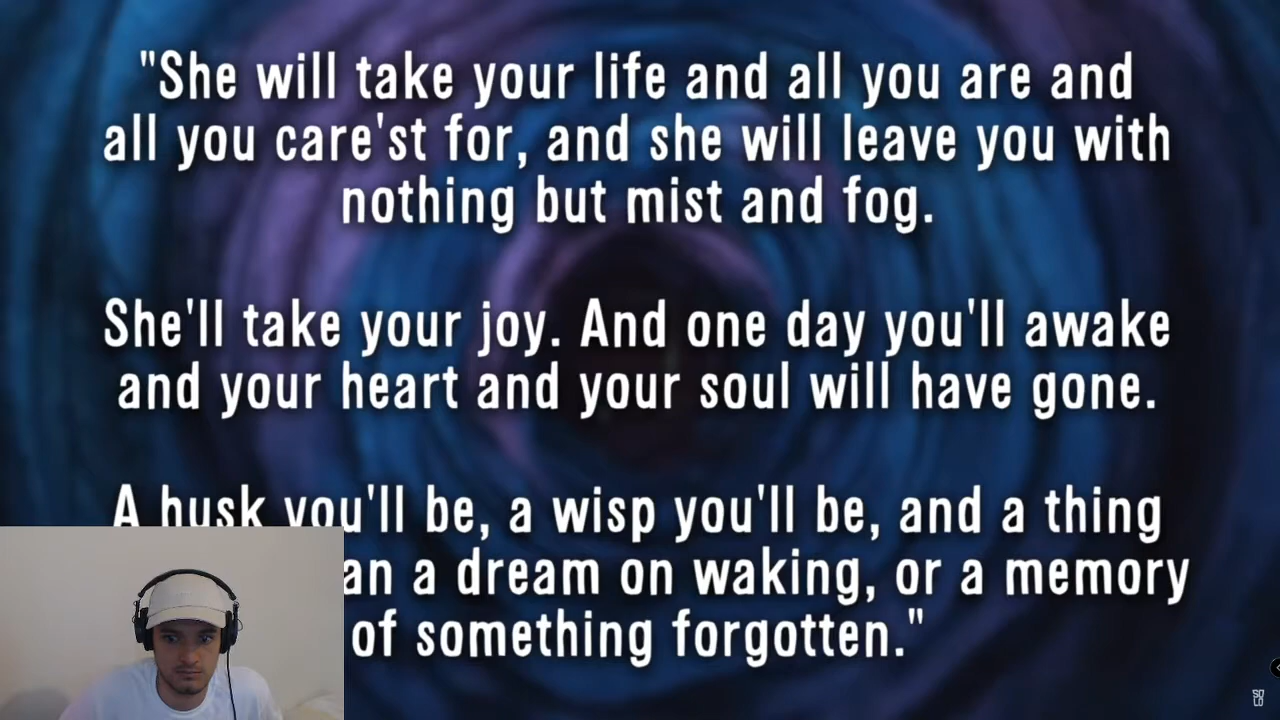 "She will take your life and all you are and
all you care'st for, and she will leave you with
nothing but mist and fog.
She'll take your joy. And one day you'll awake
and your heart and your soul will have gone.
A husk you'll be, a wisp you'll be, and a thing
an a dream on waking, or a memory
of something forgotten."
SO
LO